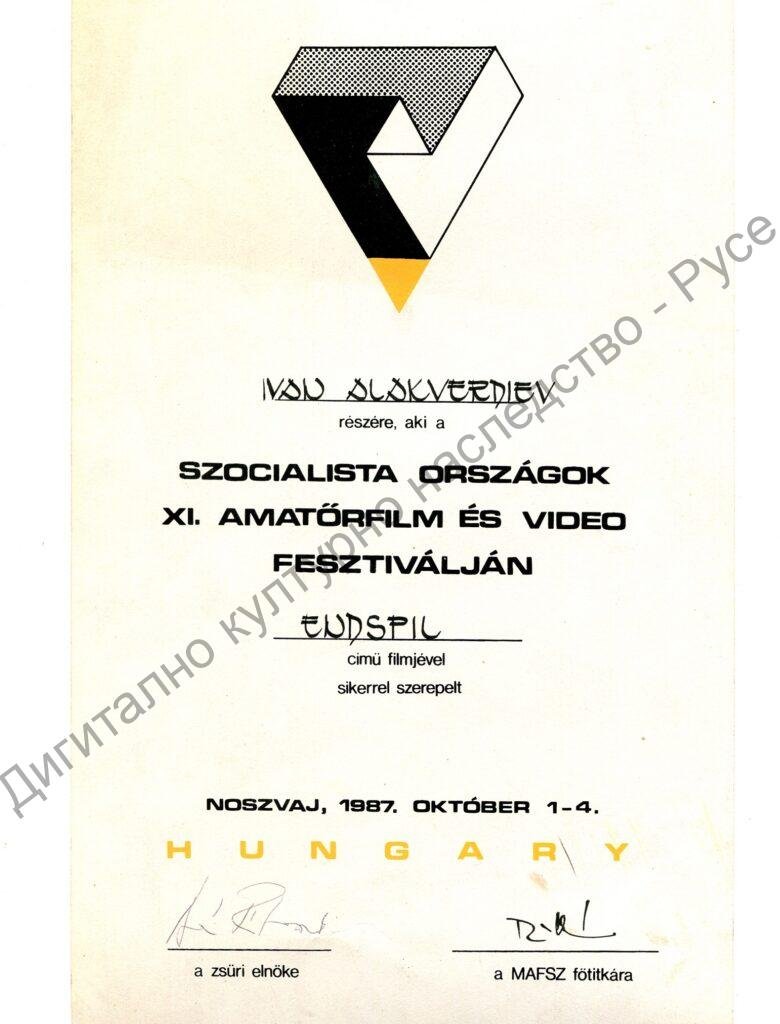 IVAN ALAKVERDIEV
részére, aki a
SZOCIALISTA ORSZÁGOK
XI. AMATŐRFILM ÉS VIDEO
FESZTIVÁLJÁN
ENDSPIL
cimü filmjével
sikerrel szerepelt
NOSZVAJ, 1987. OKTÓBER 1-4.
HUNGARY
a zsüri elnöke
a MAFSZ fötitkára
Дигитално културно наследство - Русе